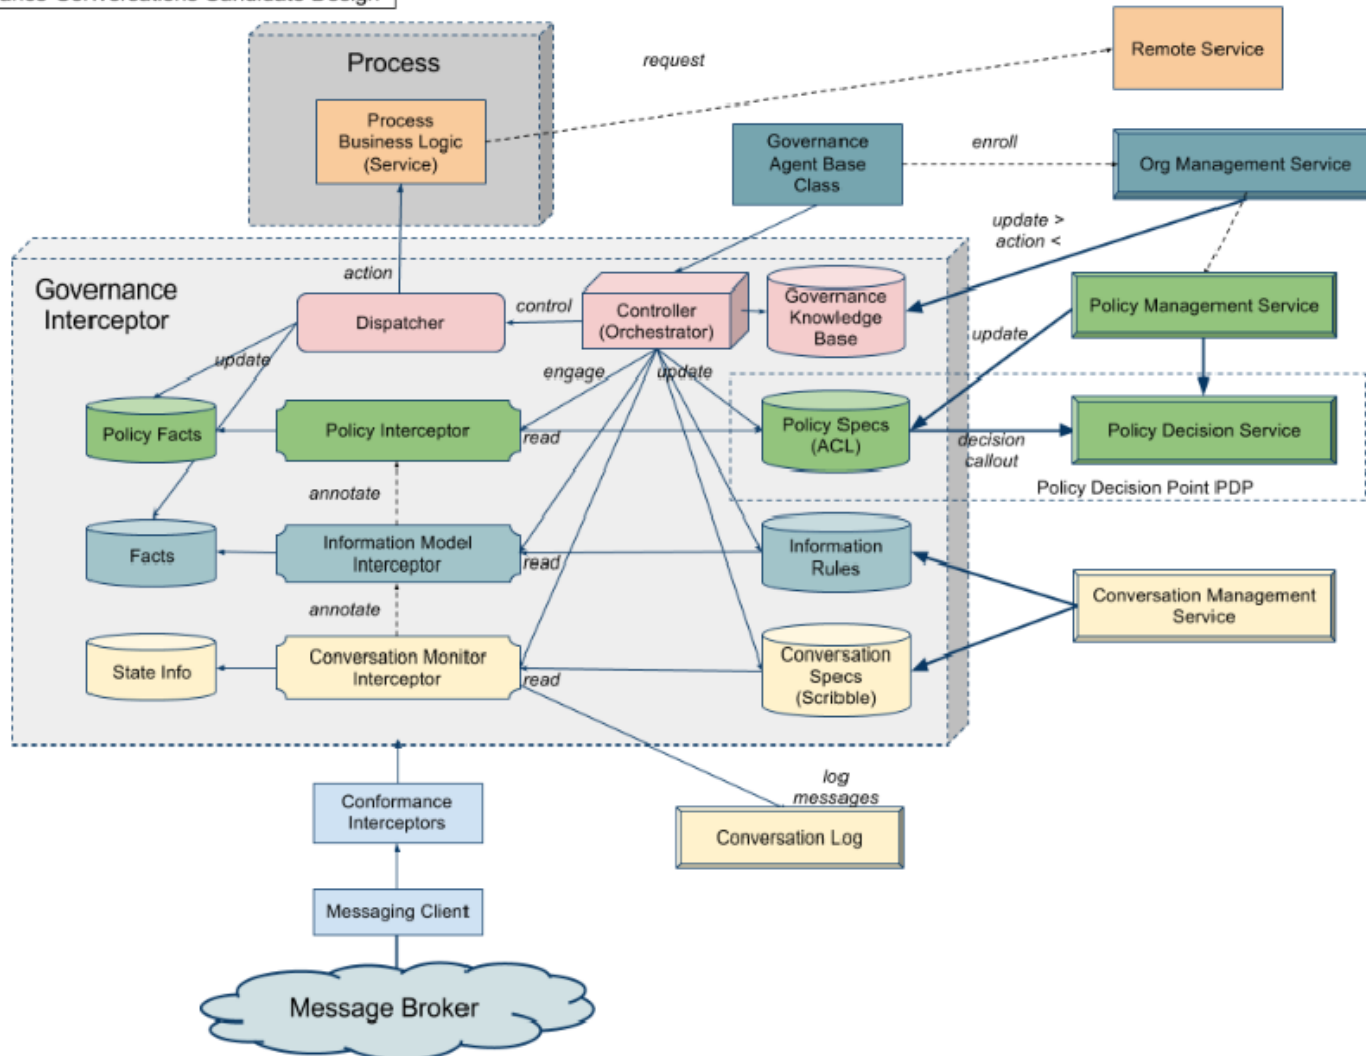 Conversations Candidate Design
Process
request
Remote Service
Process
Business Logic
(Service)
Governance
Agent Base
Class
enroll
Org Management Service
update >
action <
Governance
Interceptor
action
Dispatcher
control
Controller
(Orchestrator)
Governance
Knowledge
Base
Policy Management Service
update
update
engage
update
Policy Facts
Policy Interceptor
read
Policy Specs
(ACL)
decision
callout
Policy Decision Service
Policy Decision Point PDP
annotate
Facts
Information Model
Interceptor
read
Information
Rules
annotate
Conversation Management
Service
State Info
Conversation Monitor
Interceptor
read
Conversation
Specs
(Scribble)
log
messages
Conformance
Interceptors
Conversation Log
Messaging Client
Message Broker